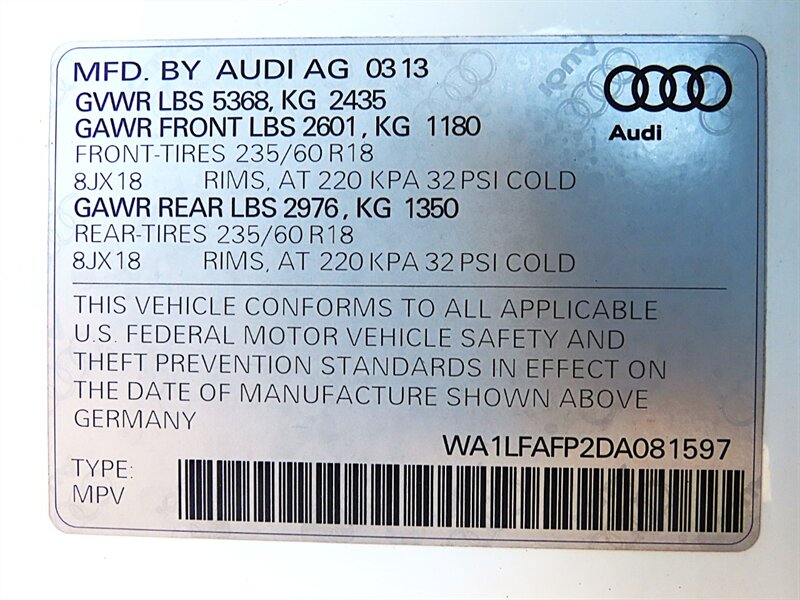 MFD. BY AUDI AG 03 13
GVWR LBS 5368, KG 2435
GAWR FRONT LBS 2601, KG 1180
FRONT-TIRES 235/60 R18
8JX18 RIMS, AT 220 KPA 32 PSI COLD
GAWR REAR LBS 2976, KG 1350
REAR-TIRES 235/60 R18
8JX18 RIMS, AT 220 KPA 32 PSI COLD
Audi
THIS VEHICLE CONFORMS TO ALL APPLICABLE
U.S. FEDERAL MOTOR VEHICLE SAFETY AND
THEFT PREVENTION STANDARDS IN EFFECT ON
THE DATE OF MANUFACTURE SHOWN ABOVE
GERMANY
WA1LFAFP2DA081597
TYPE:
MPV